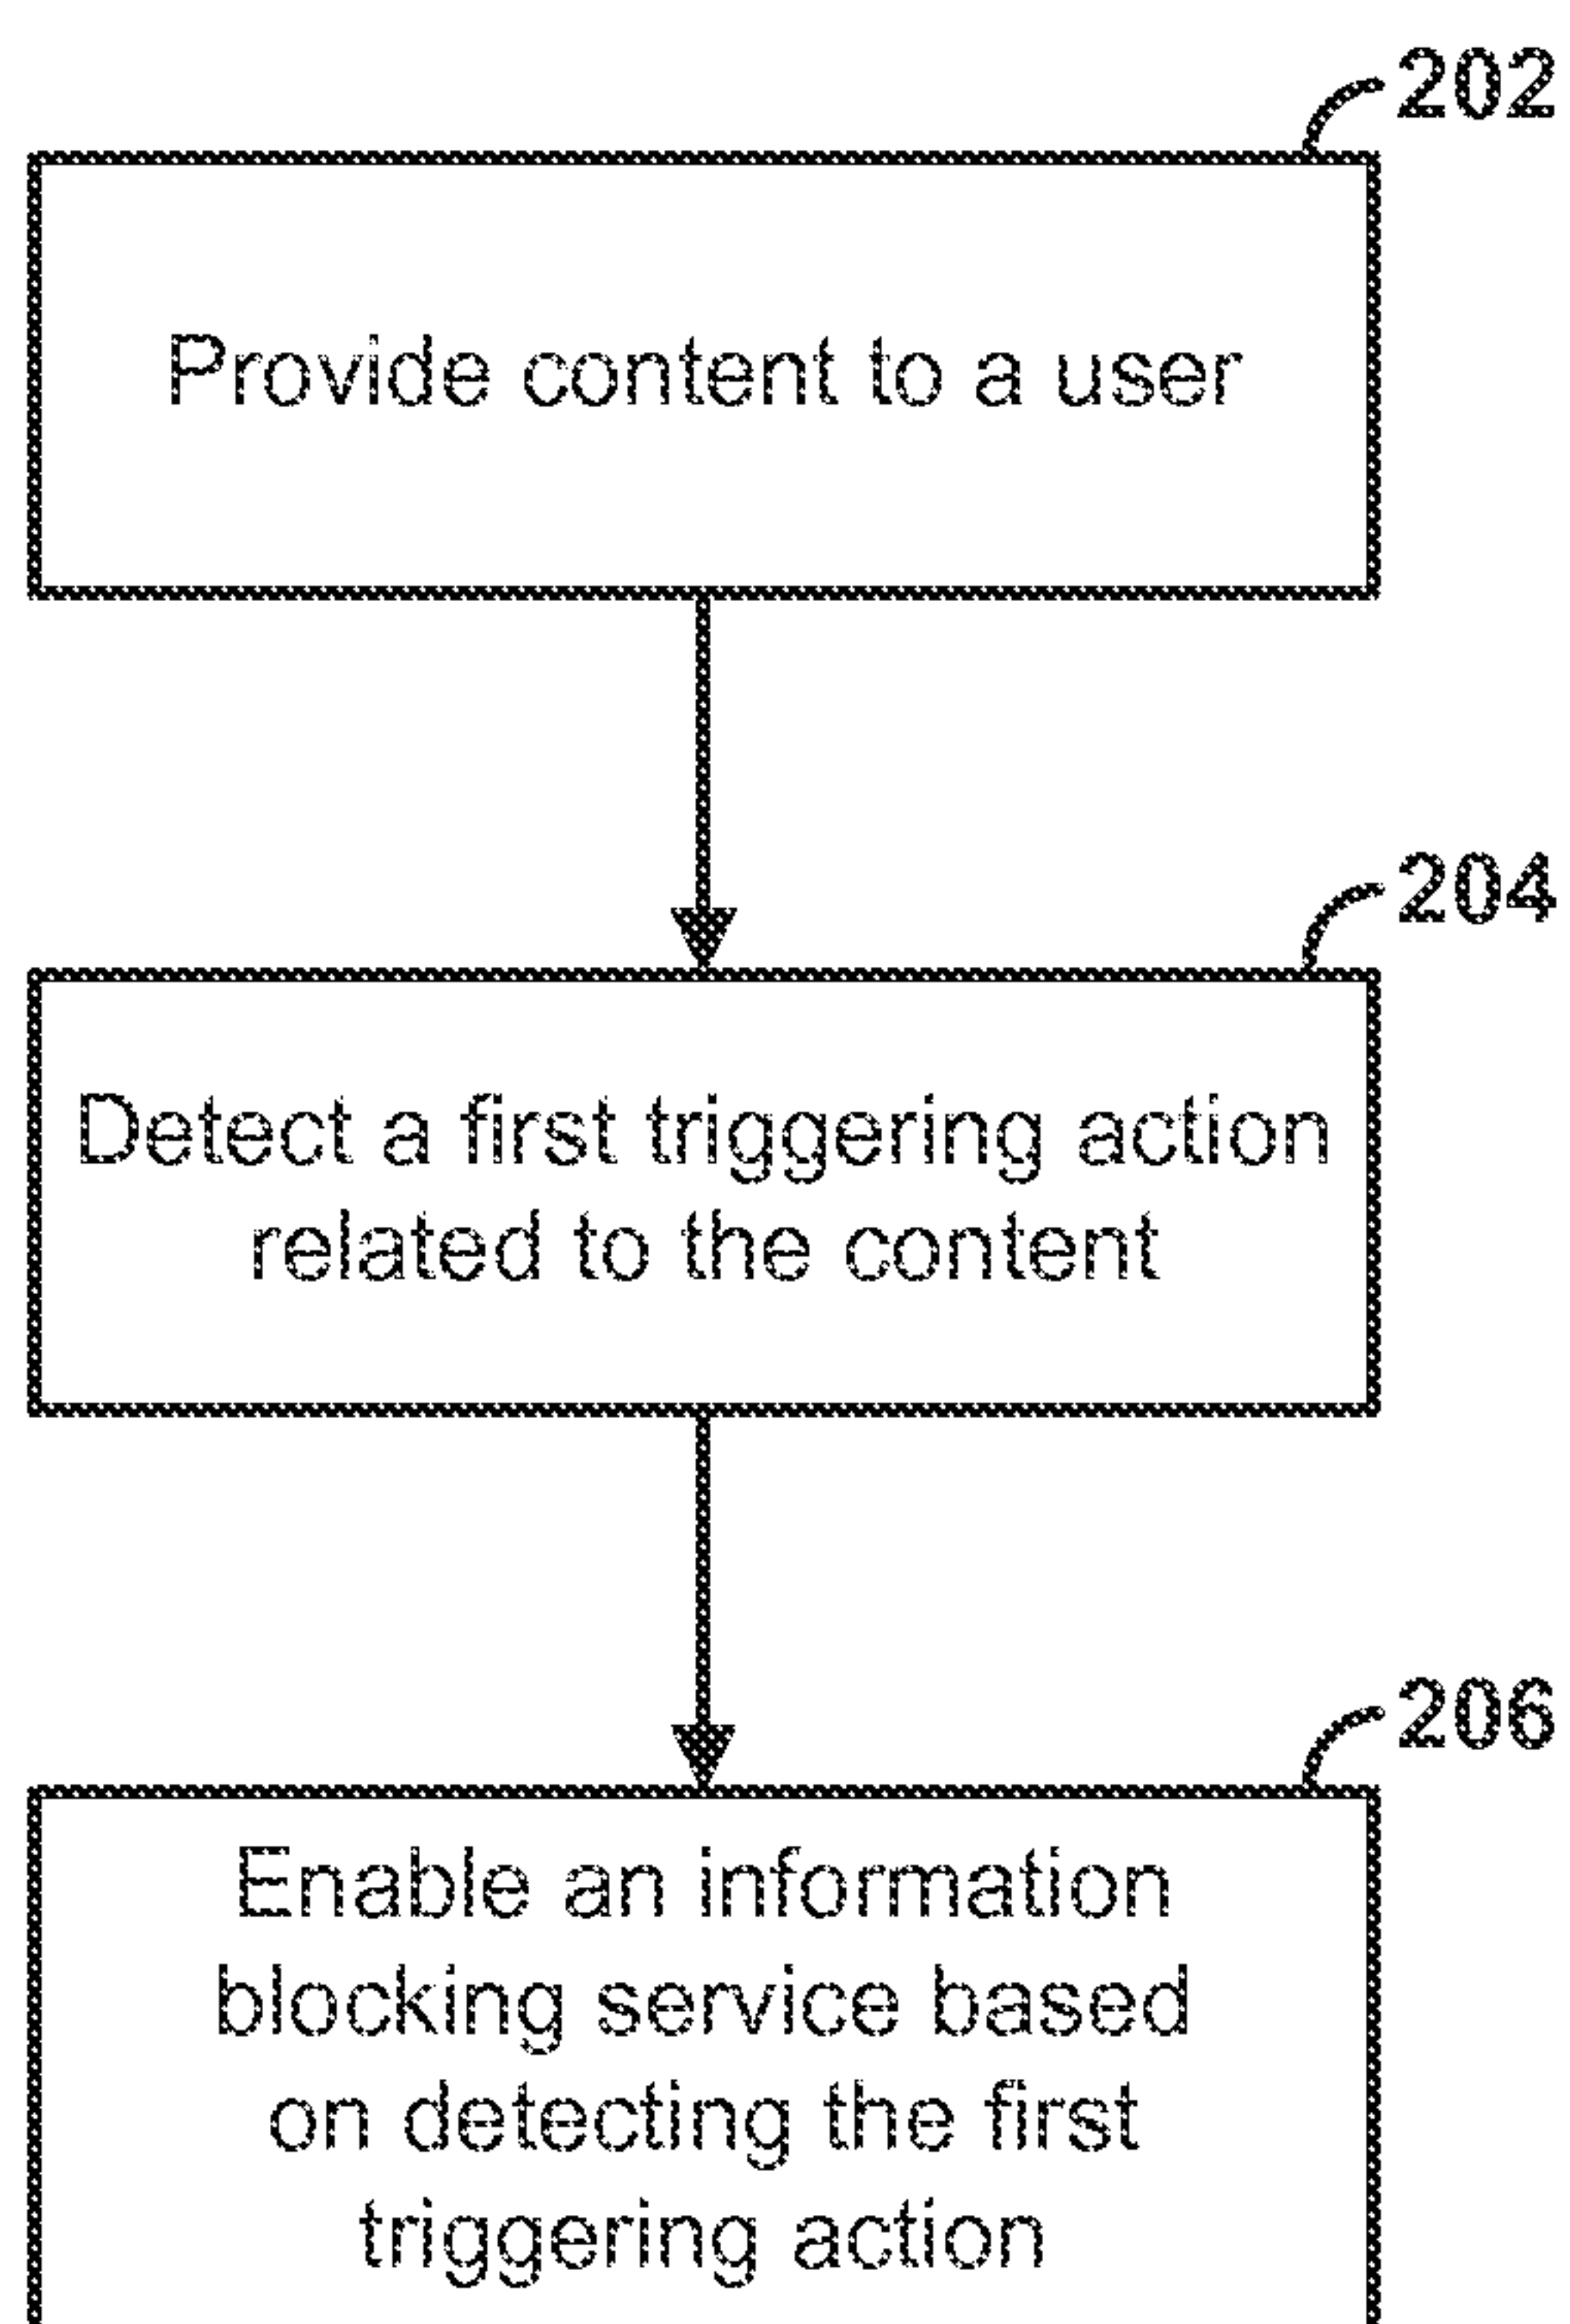 202
Provide content to a user
204
Detect a first triggering action
related to the content
206
Enable an information
blocking service based
on detecting the first
triggering action